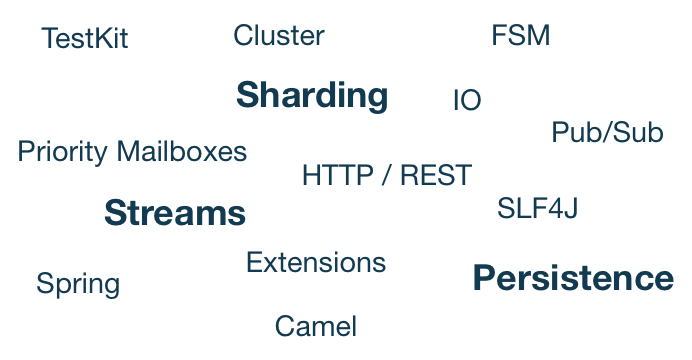 TestKit
Cluster
FSM
Sharding
IO
Pub/Sub
Priority Mailboxes
HTTP / REST
Streams
SLF4J
Extensions
Persistence
Spring
Camel